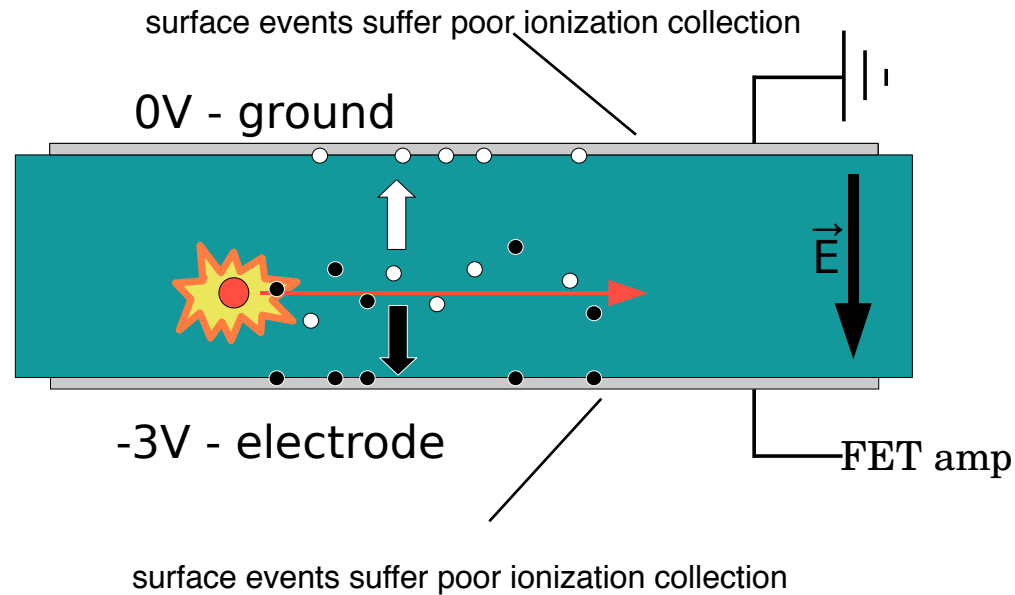 surface events suffer poor ionization collection
0V - ground
E
-3V - electrode
FET amp
surface events suffer poor ionization collection